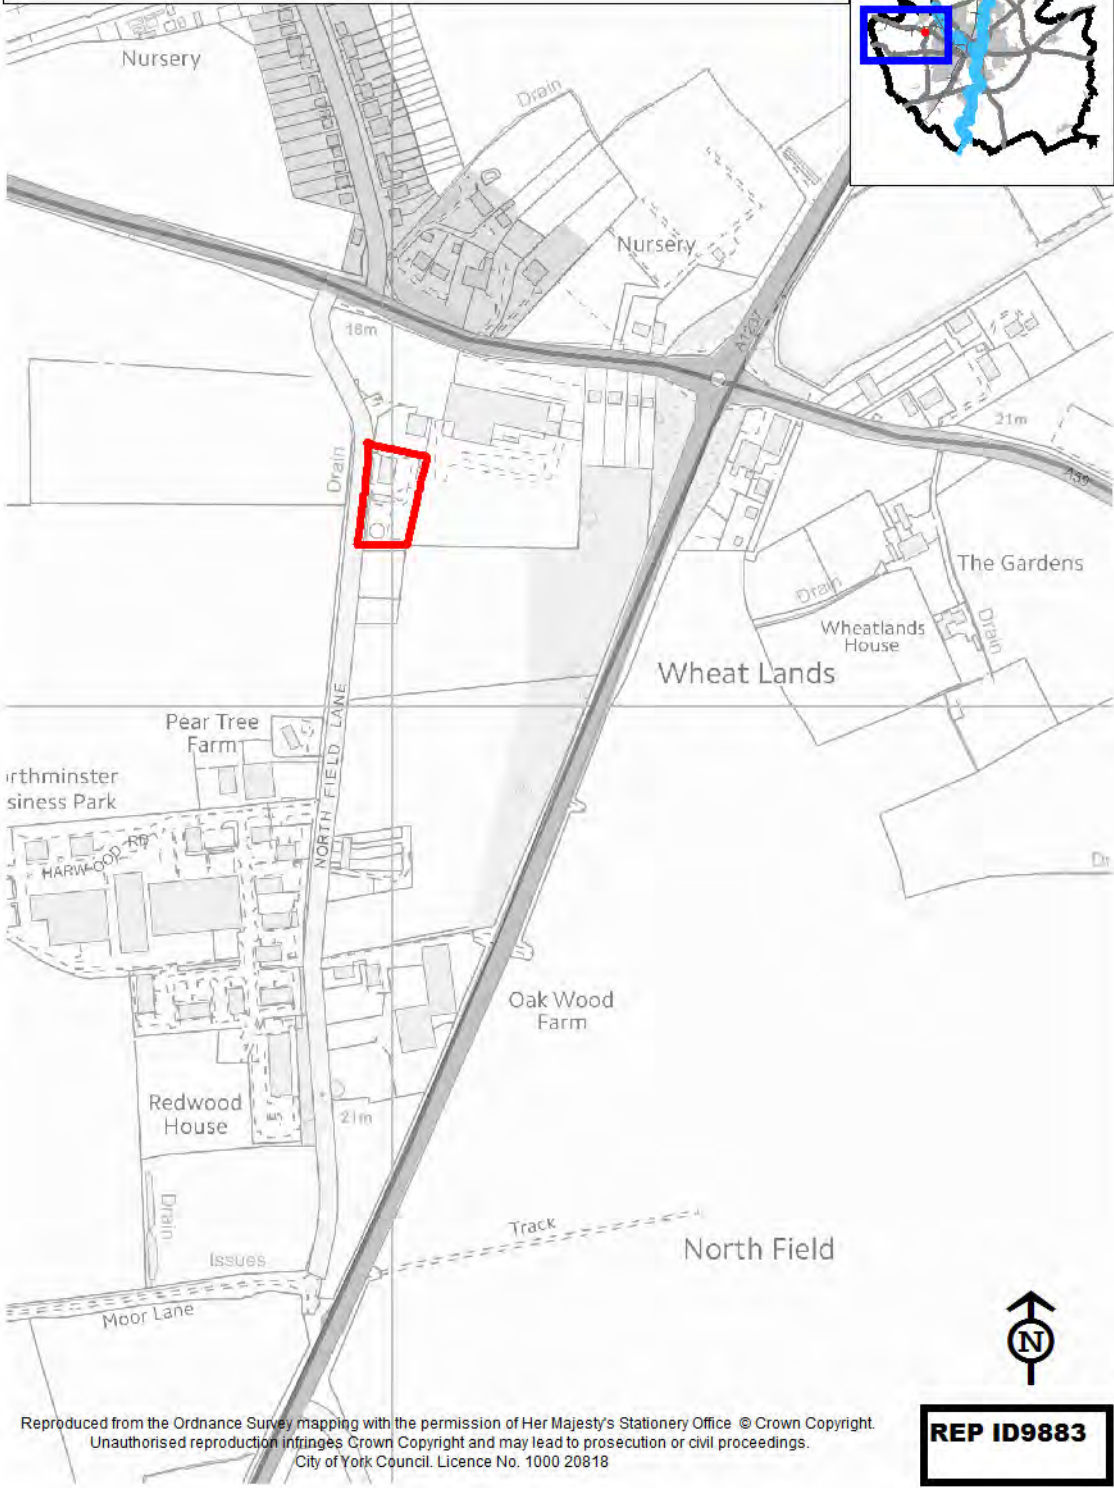 Nursery
Drain
Nursery
A1237
18m
21m
A59
Drain
The Gardens
Drain
Wheatlands
House
Drain
Wheat Lands
Pear Tree
Farm
NORTH FIELD LANE
rthminster
siness Park
HARWOOD RD
Dr
Oak Wood
Farm
Redwood
House
21m
Drain
Track
North Field
Issues
Moor Lane
N
Reproduced from the Ordnance Survey mapping with the permission of Her Majesty's Stationery Office © Crown Copyright.
Unauthorised reproduction infringes Crown Copyright and may lead to prosecution or civil proceedings.
City of York Council. Licence No. 1000 20818
REP ID9883